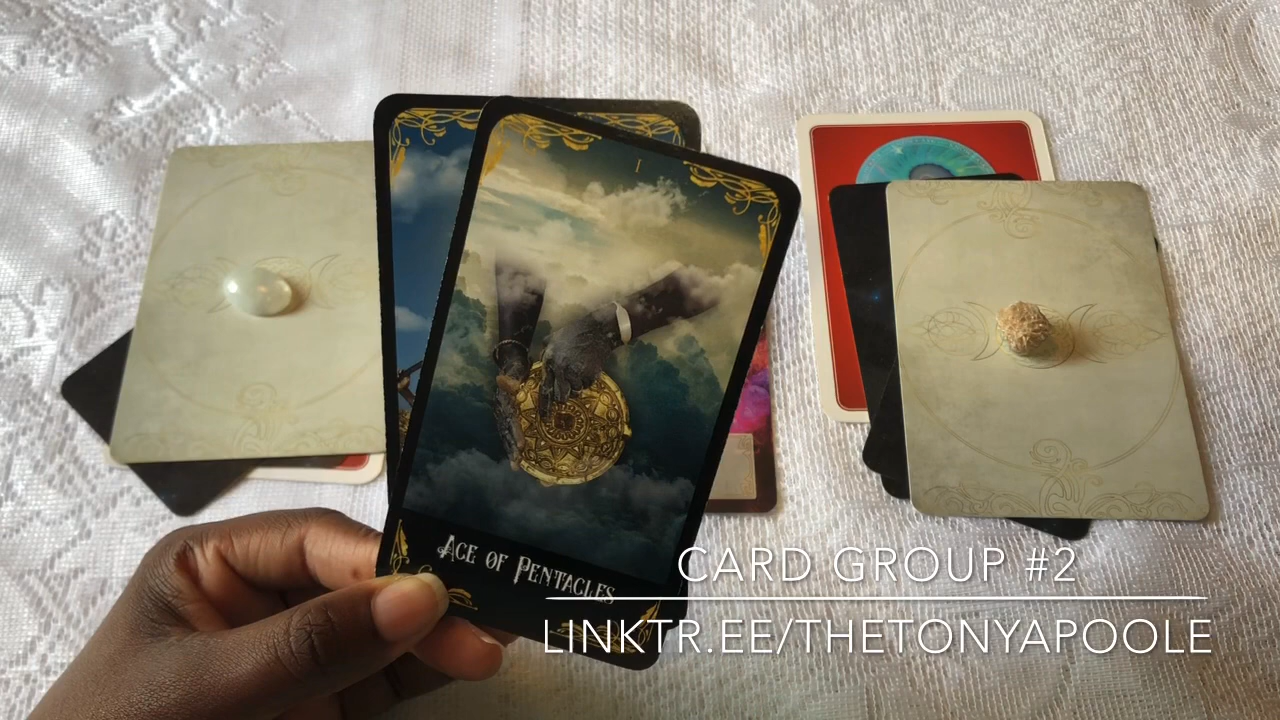 I
ACE OF PENTACLES
CARD GROUP #2
LINKTR.EE/THETONYAPOOLE